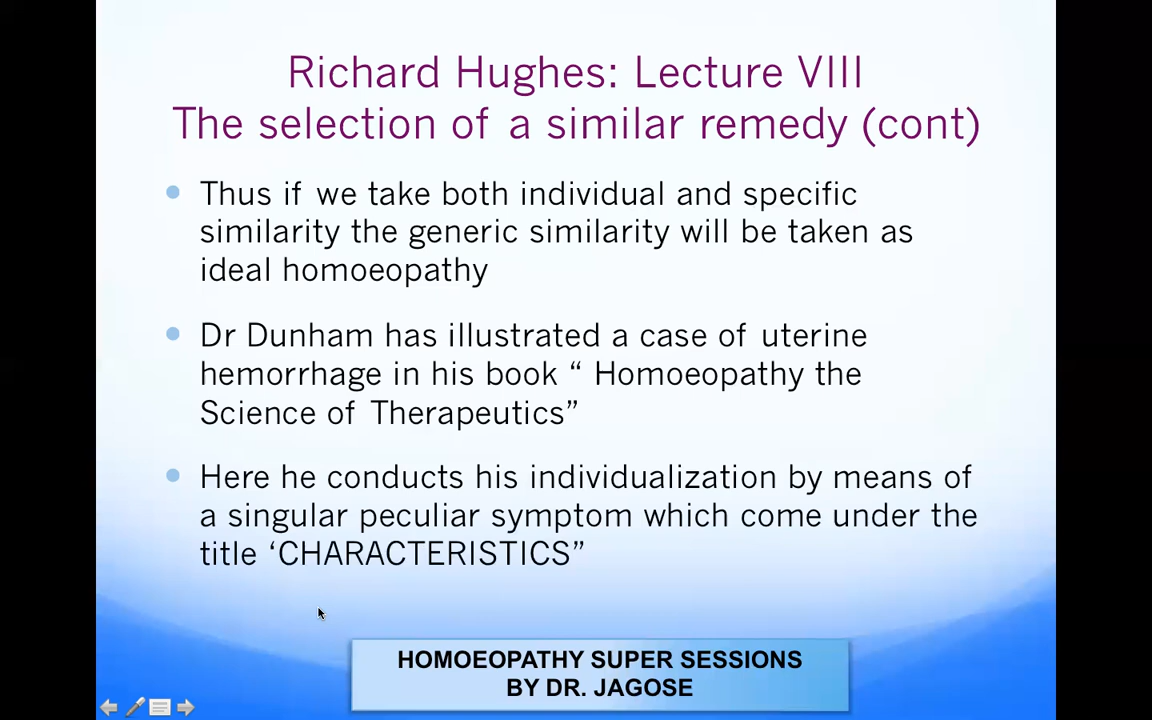 Richard Hughes: Lecture VIII
The selection of a similar remedy (cont)
Thus if we take both individual and specific
similarity the generic similarity will be taken as
ideal homoeopathy
Dr Dunham has illustrated a case of uterine
hemorrhage in his book “ Homoeopathy the
Science of Therapeutics”
Here he conducts his individualization by means of
a singular peculiar symptom which come under the
title ‘CHARACTERISTICS”
HOMOEOPATHY SUPER SESSIONS
BY DR. JAGOSE